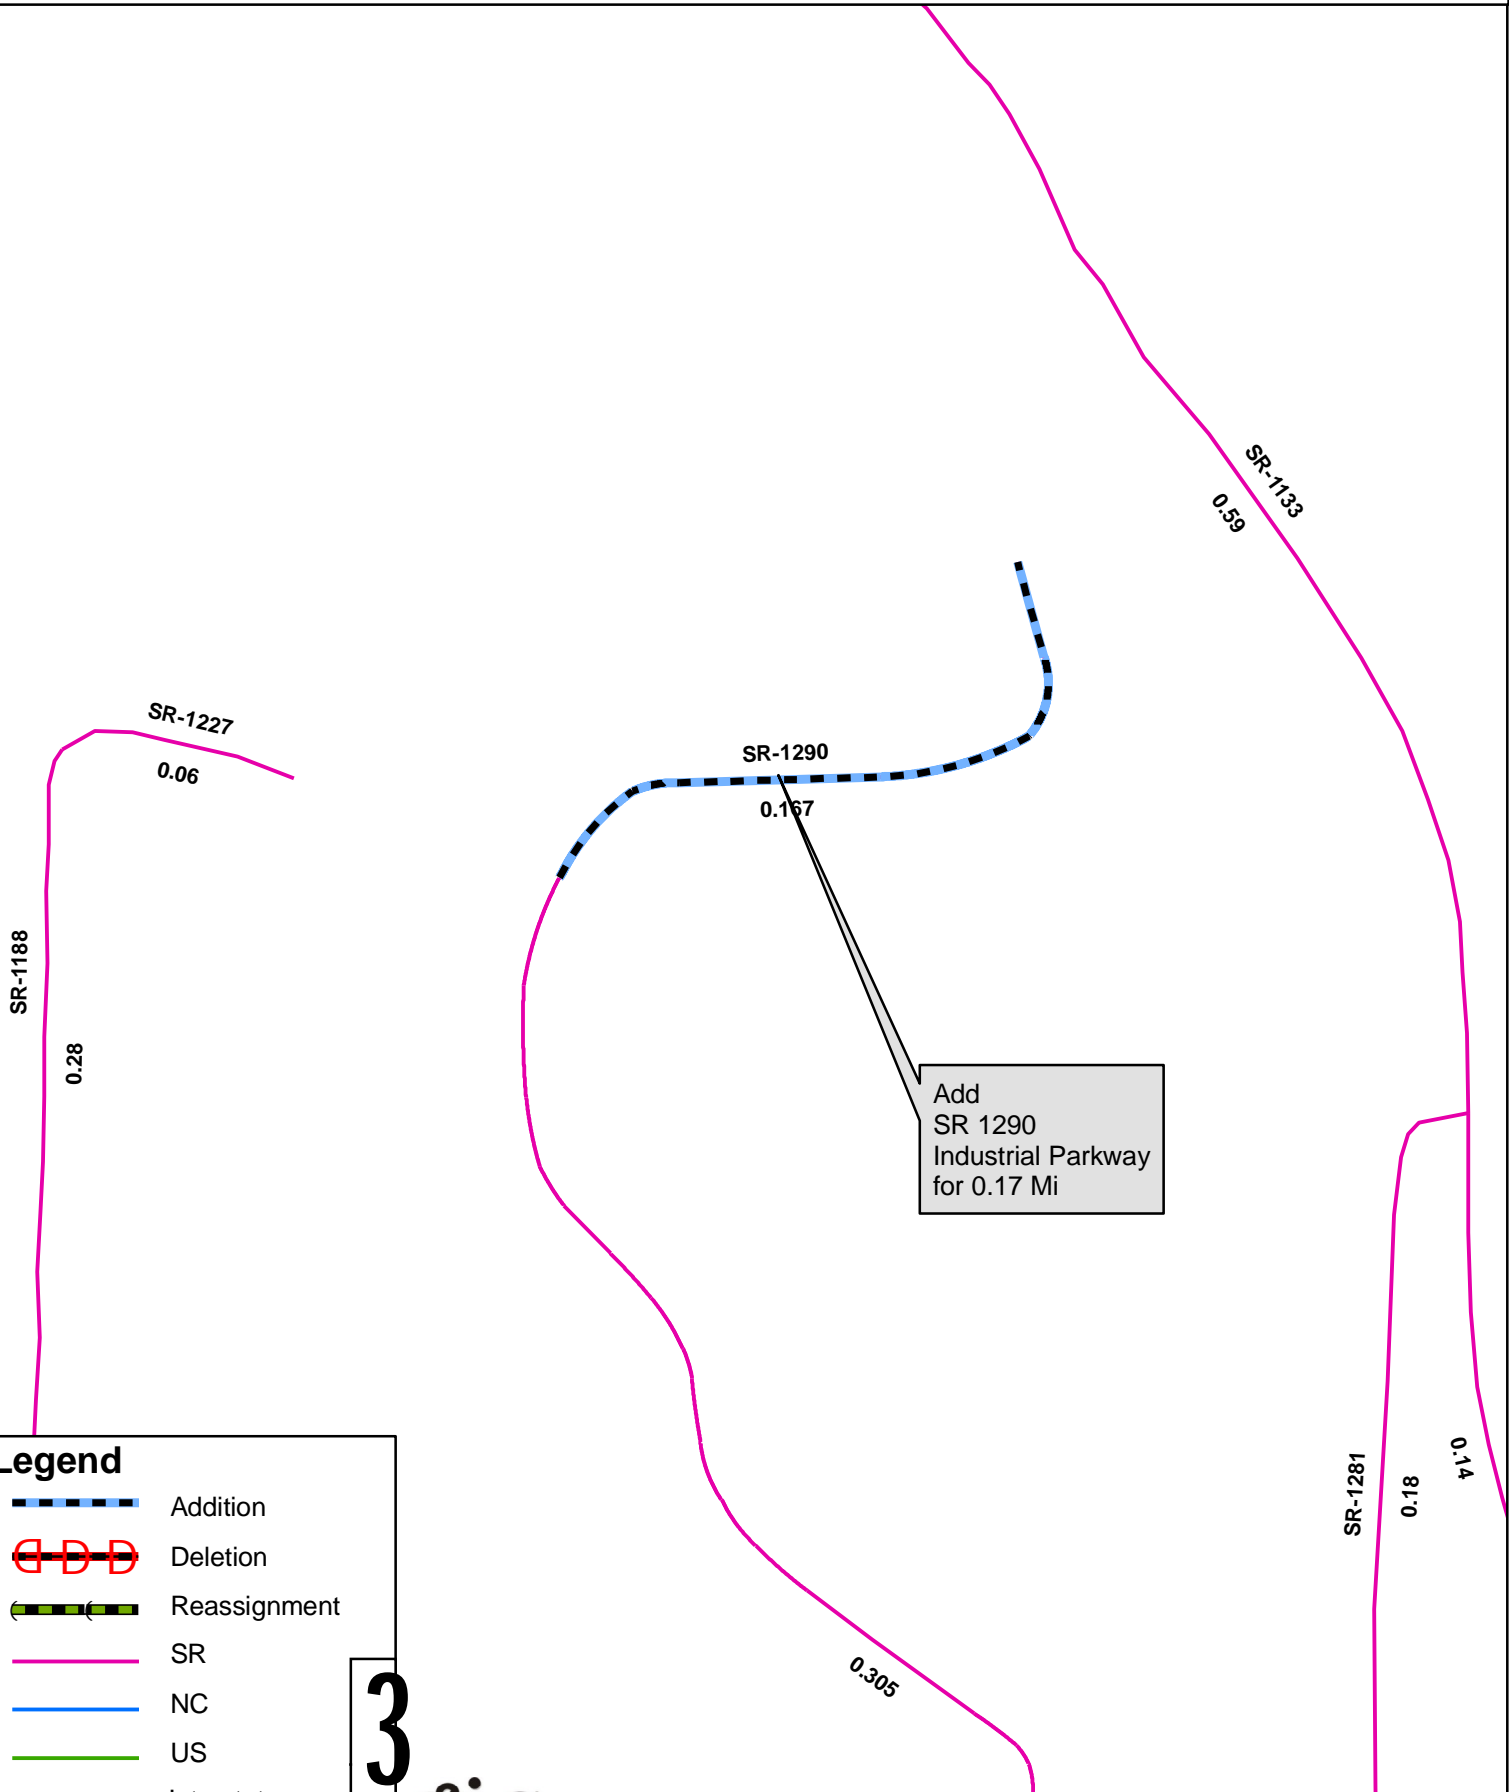 SR-1133
0.59
SR-1227
0.06
SR-1290
0.167
SR-1188
0.28
Add
SR 1290
Industrial Parkway
for 0.17 Mi
SR-1281
0.18
0.14
0.305
Legend
Addition
Deletion
Reassignment
SR
NC
US
3